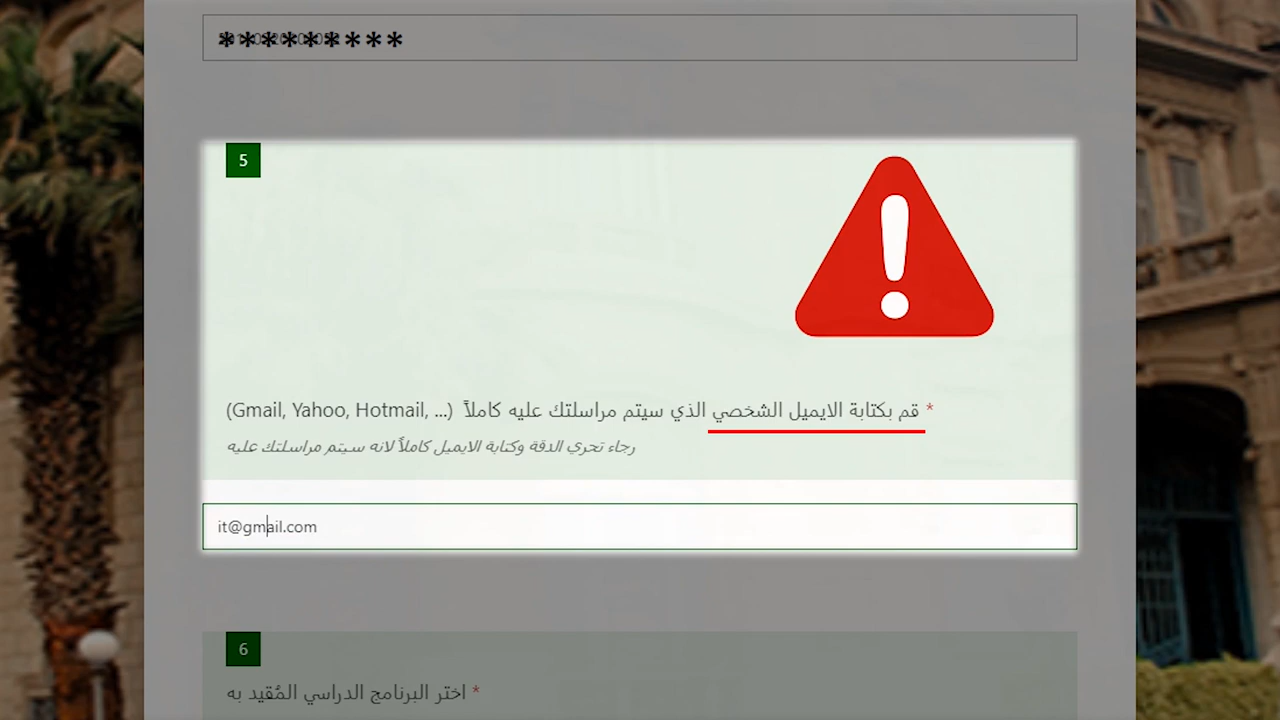 *********
5
* قم بكتابة الايميل الشخصي الذي سيتم مراسلتك عليه كاملاً (Gmail, Yahoo, Hotmail, ...)
رجاء تحري الدقة وكتابة الايميل كاملاً لانه سيتم مراسلتك عليه
it@gmail.com
6
* اختر البرنامج الدراسي المُقيد به